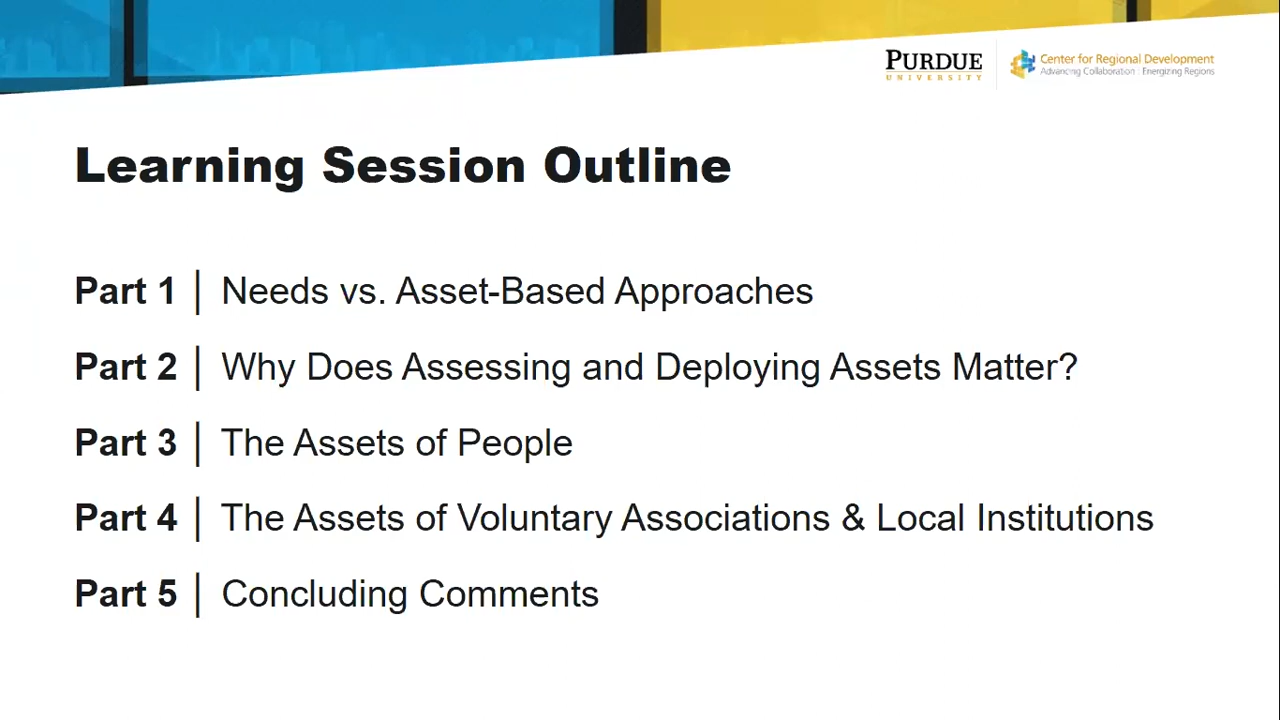 PURDUE
UNIVERSITY
Center for Regional Development
Advancing Collaboration : Energizing Regions
Learning Session Outline
Part 1 | Needs vs. Asset-Based Approaches
Part 2 | Why Does Assessing and Deploying Assets Matter?
Part 3 | The Assets of People
Part 4 | The Assets of Voluntary Associations & Local Institutions
Part 5 | Concluding Comments